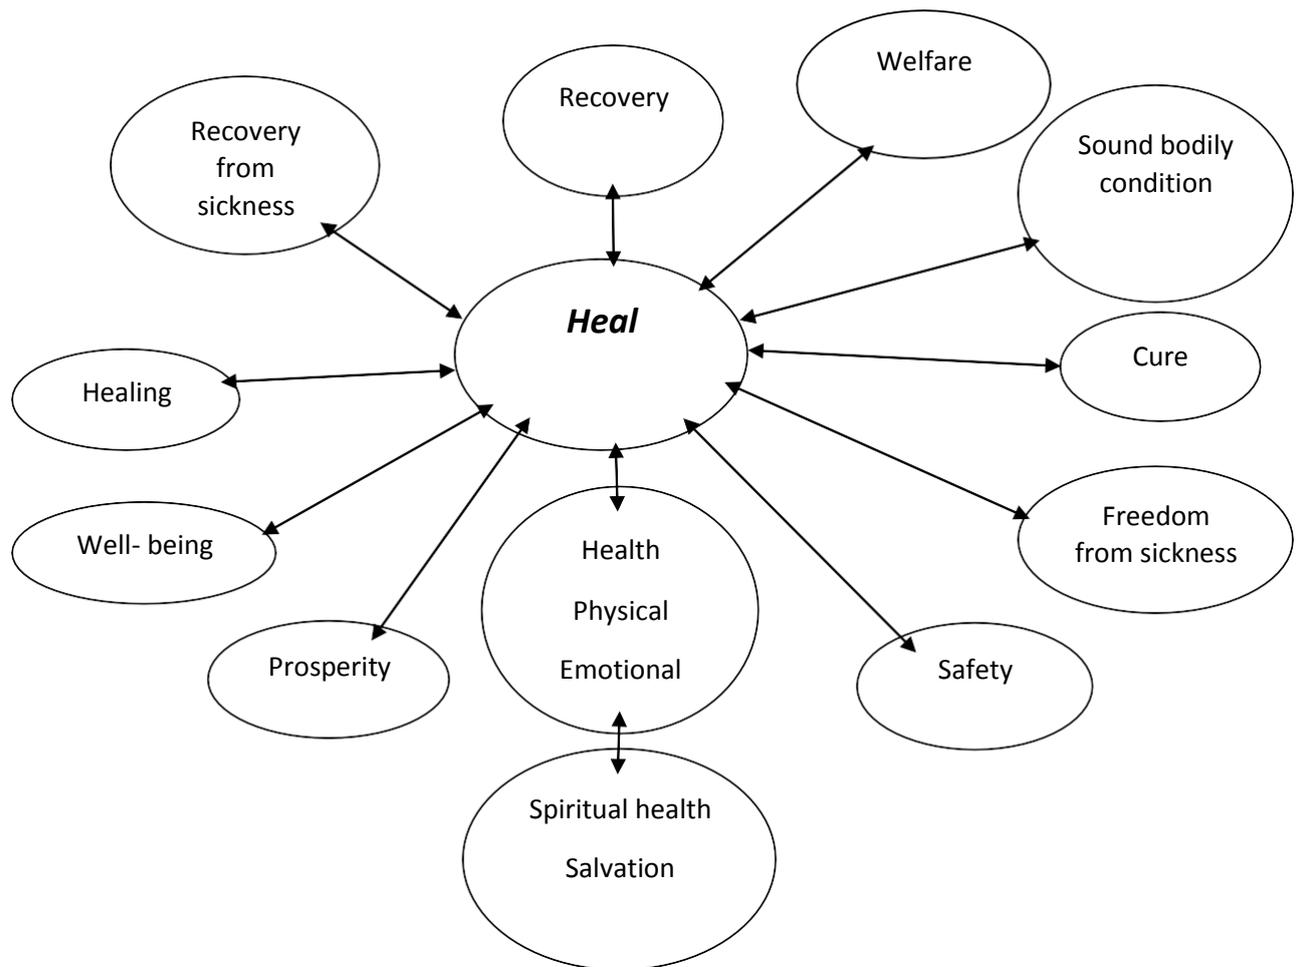 Welfare
Recovery
Recovery
from
sickness
Sound bodily
condition
Heal
Cure
Healing
Freedom
from sickness
Well- being
Health
Physical
Emotional
Prosperity
Safety
Spiritual health
Salvation